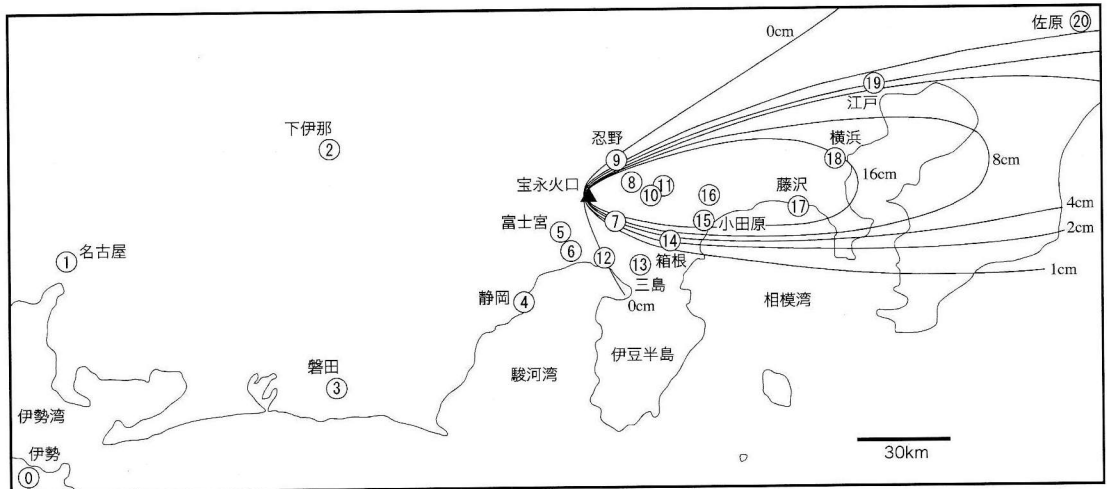 0cm
佐原 ⑳
⑲
江戸
下伊那
②
忍野
⑨
横浜
⑱
8cm
宝永火口
⑧
⑪
⑩
16cm
⑯
藤沢
⑰
4cm
富士宮
⑤
⑦
⑮
小田原
2cm
⑥
⑭
箱根
① 名古屋
⑫
⑬
三島
1cm
静岡 ④
0cm
相模湾
伊豆半島
駿河湾
磐田
③
伊勢湾
伊勢
⓪
30km